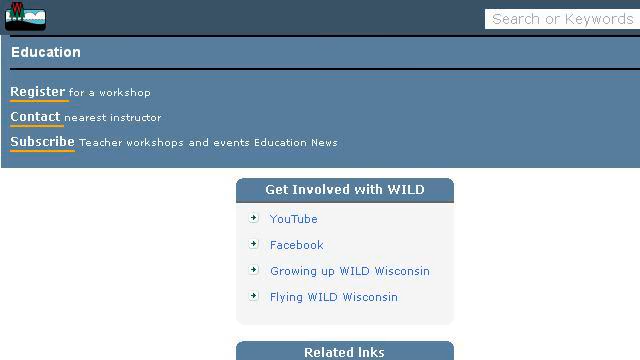 W
Search or Keywords
Education
Register for a workshop
Contact nearest instructor
Subscribe Teacher workshops and events Education News
Get Involved with WILD
YouTube
Facebook
Growing up WILD Wisconsin
Flying WILD Wisconsin
Related lnks